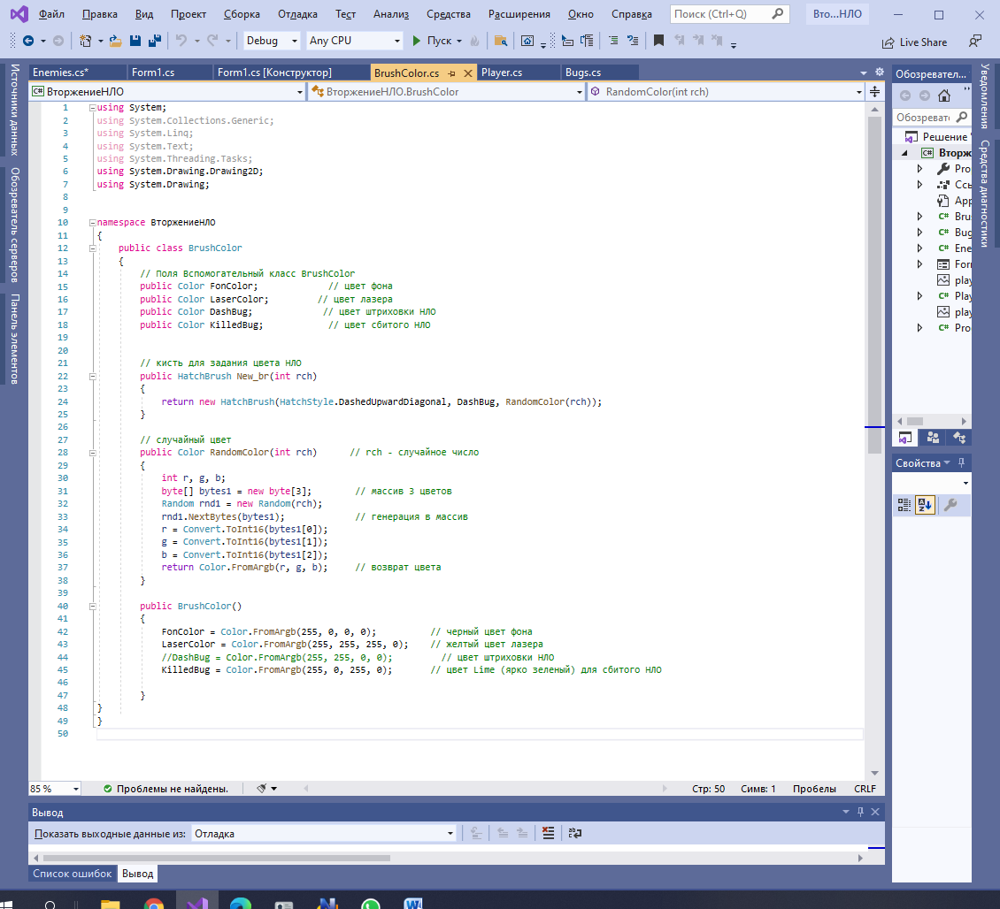 Файл Правка Вид Проект Сборка Отладка Тест Анализ Средства Расширения Окно Справка Поиск (Ctrl+Q) Вто...НЛО
Debug Any CPU Пуск Live Share
Enemies.cs* Form1.cs Form1.cs [Конструктор] BrushColor.cs Player.cs Bugs.cs
C# ВторжениеНЛО ВторжениеНЛО.BrushColor RandomColor(int rch)
Источники данных
Обозреватель серверов
Панель элементов
1 using System;
2 using System.Collections.Generic;
3 using System.Linq;
4 using System.Text;
5 using System.Threading.Tasks;
6 using System.Drawing.Drawing2D;
7 using System.Drawing;
8
9
10 namespace ВторжениеНЛО
11 {
12 public class BrushColor
13 {
14 // Поля Вспомогательный класс BrushColor
15 public Color FonColor; // цвет фона
16 public Color LaserColor; // цвет лазера
17 public Color DashBug; // цвет штриховки НЛО
18 public Color KilledBug; // цвет сбитого НЛО
19
20
21 // кисть для задания цвета НЛО
22 public HatchBrush New_br(int rch)
23 {
24 return new HatchBrush(HatchStyle.DashedUpwardDiagonal, DashBug, RandomColor(rch));
25 }
26
27 // случайный цвет
28 public Color RandomColor(int rch) // rch - случайное число
29 {
30 int r, g, b;
31 byte[] bytes1 = new byte[3]; // массив 3 цветов
32 Random rnd1 = new Random(rch);
33 rnd1.NextBytes(bytes1); // генерация в массив
34 r = Convert.ToInt16(bytes1[0]);
35 g = Convert.ToInt16(bytes1[1]);
36 b = Convert.ToInt16(bytes1[2]);
37 return Color.FromArgb(r, g, b); // возврат цвета
38 }
39
40 public BrushColor()
41 {
42 FonColor = Color.FromArgb(255, 0, 0, 0); // черный цвет фона
43 LaserColor = Color.FromArgb(255, 255, 255, 0); // желтый цвет лазера
44 //DashBug = Color.FromArgb(255, 255, 0, 0); // цвет штриховки НЛО
45 KilledBug = Color.FromArgb(255, 0, 255, 0); // цвет Lime (ярко зеленый) для сбитого НЛО
46
47 }
48 }
49 }
50
85 % Проблемы не найдены. Стр: 50 Симв: 1 Пробелы CRLF
Вывод
Показать выходные данные из: Отладка
Список ошибок Вывод
Обозревател...
Обозревате
Решение
C# Вторж
Pro
Ссы
App
C# Bru
C# Bug
C# Ene
For
play
C# Play
play
C# Pro
Свойства
Уведомления
Средства диагностики